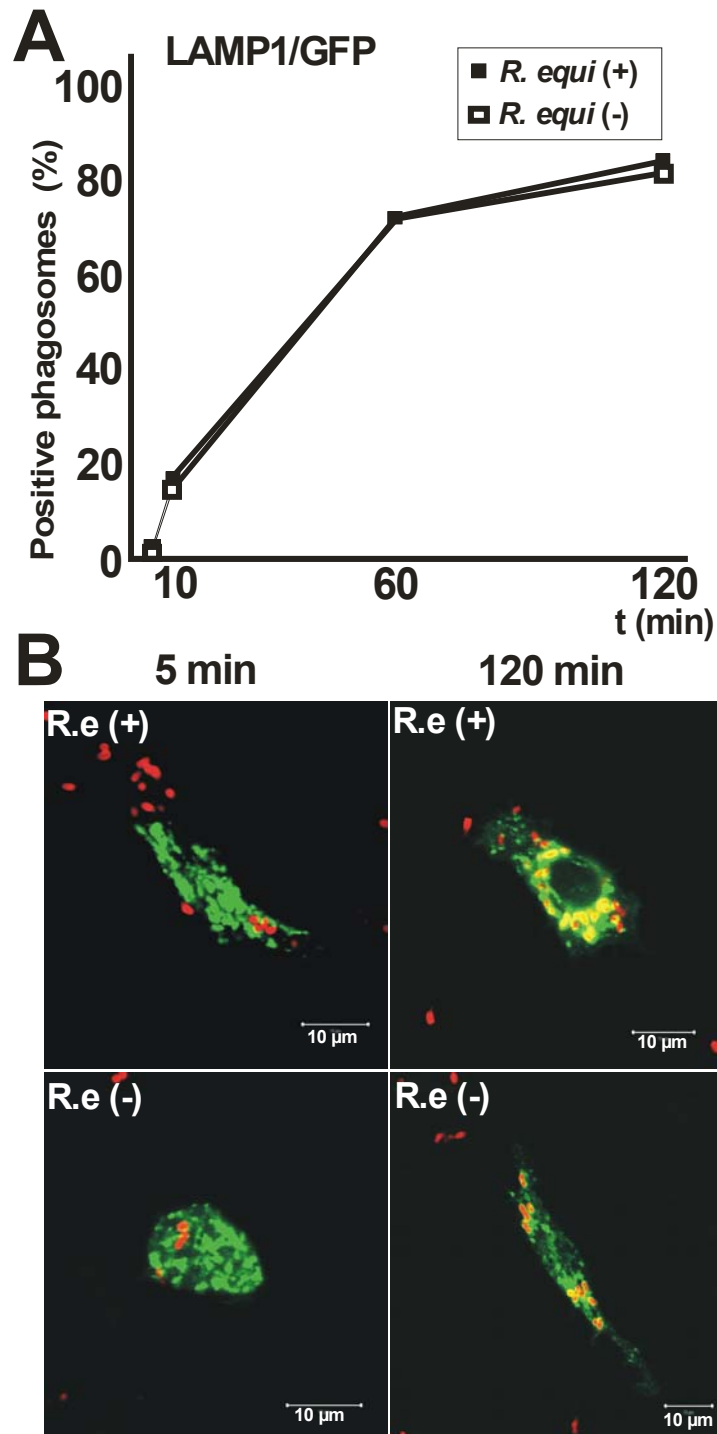 A
LAMP1/GFP
R. equi (+)
R. equi (-)
Positive phagosomes (%)
100
80
60
40
20
0
10
60
120
t (min)
B
5 min
120 min
R.e (+)
R.e (+)
10 µm
10 µm
R.e (-)
R.e (-)
10 µm
10 µm